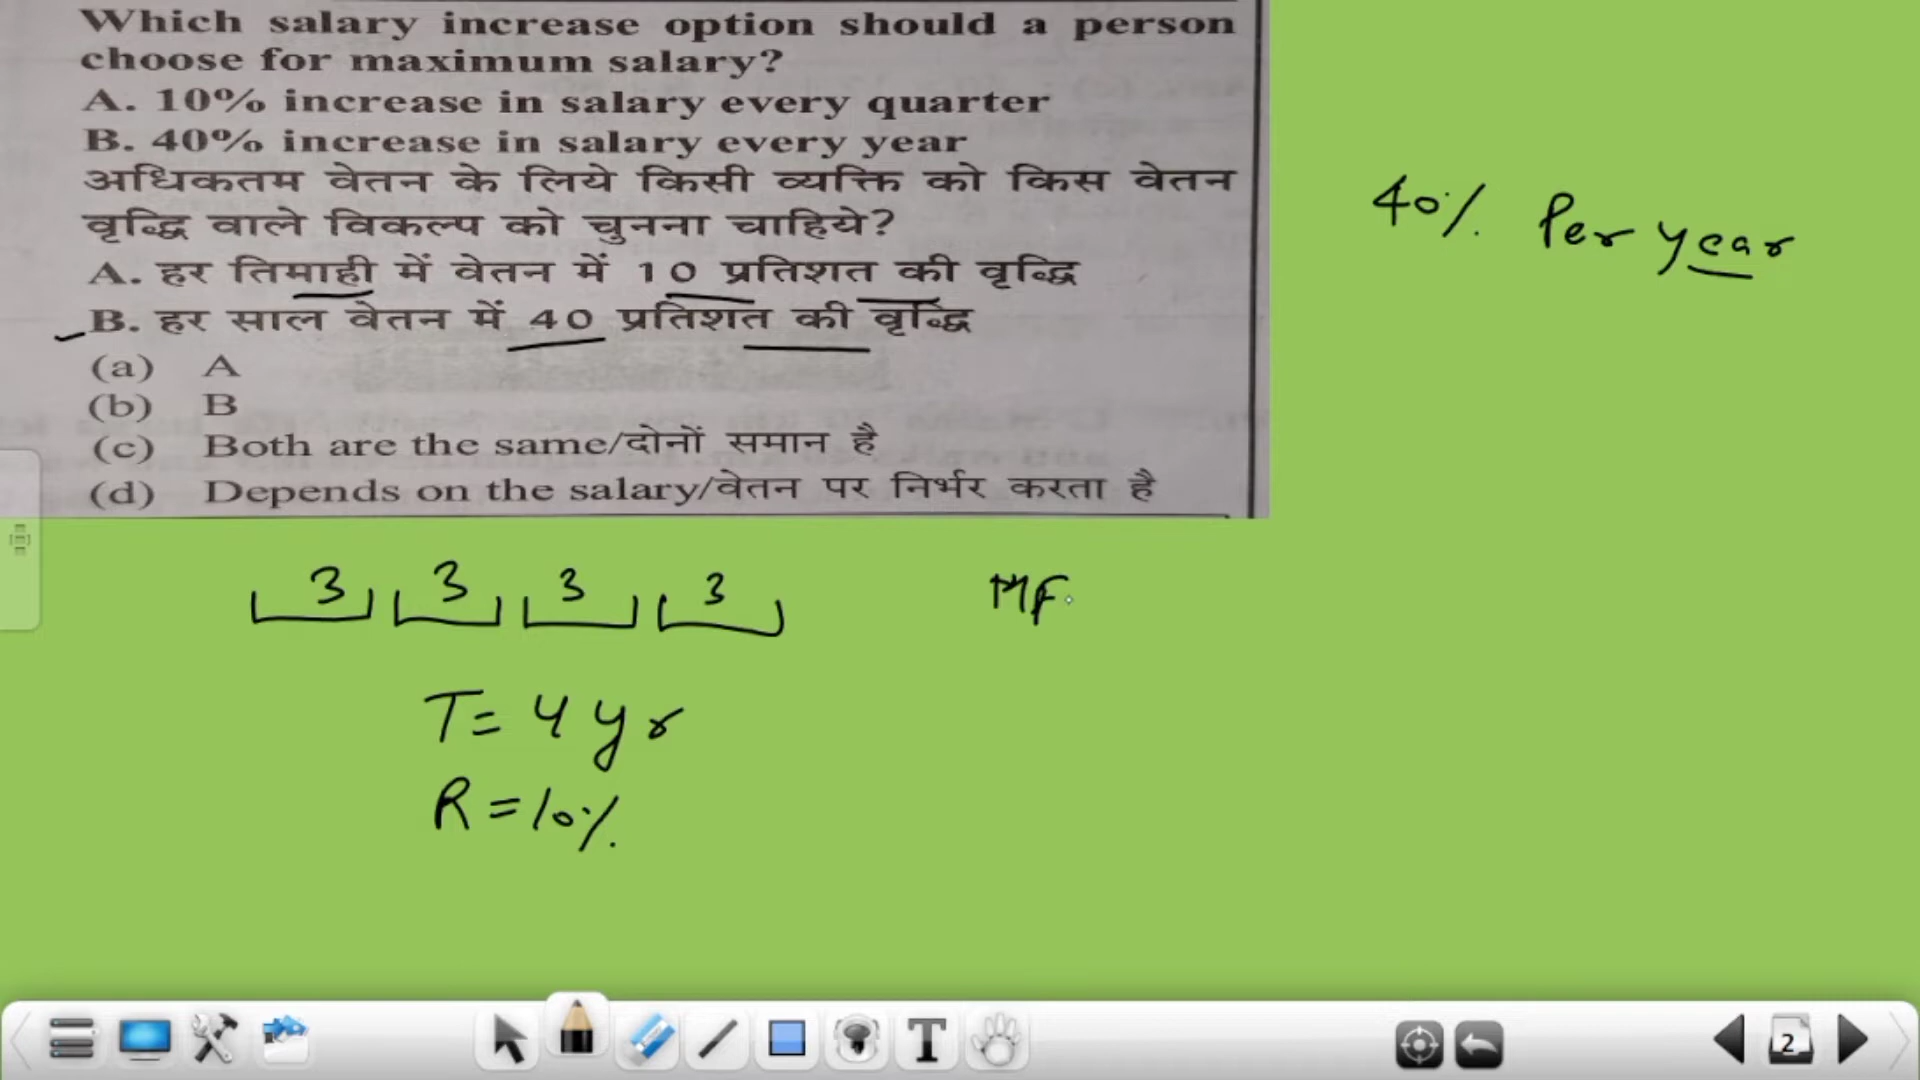 Which salary increase option should a person
choose for maximum salary?
A. 10% increase in salary every quarter
B. 40% increase in salary every year
अधिकतम वेतन के लिये किसी व्यक्ति को किस वेतन
वृद्धि वाले विकल्प को चुनना चाहिये?
A. हर तिमाही में वेतन में 10 प्रतिशत की वृद्धि
B. हर साल वेतन में 40 प्रतिशत की वृद्धि
(a) A
(b) B
(c) Both are the same/दोनों समान है
(d) Depends on the salary/वेतन पर निर्भर करता है
40% Per year
3 3 3 3
MF
T= 4 yr
R = 10%
T
2